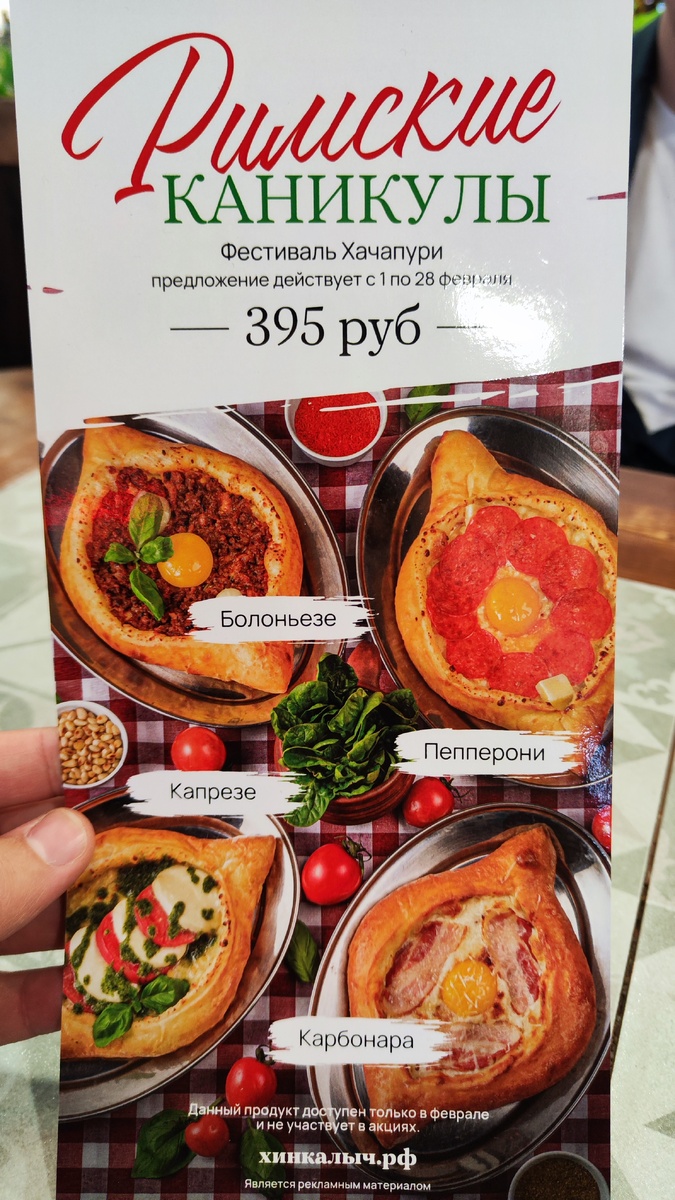 Римские
КАНИКУЛЫ
Фестиваль Хачапури
предложение действует с 1 по 28 февраля
395 руб
Болоньезе
Пепперони
Капрезе
Карбонара
Данный продукт доступен только в феврале
и не участвует в акциях.
хинкалыч.рф
Является рекламным материалом